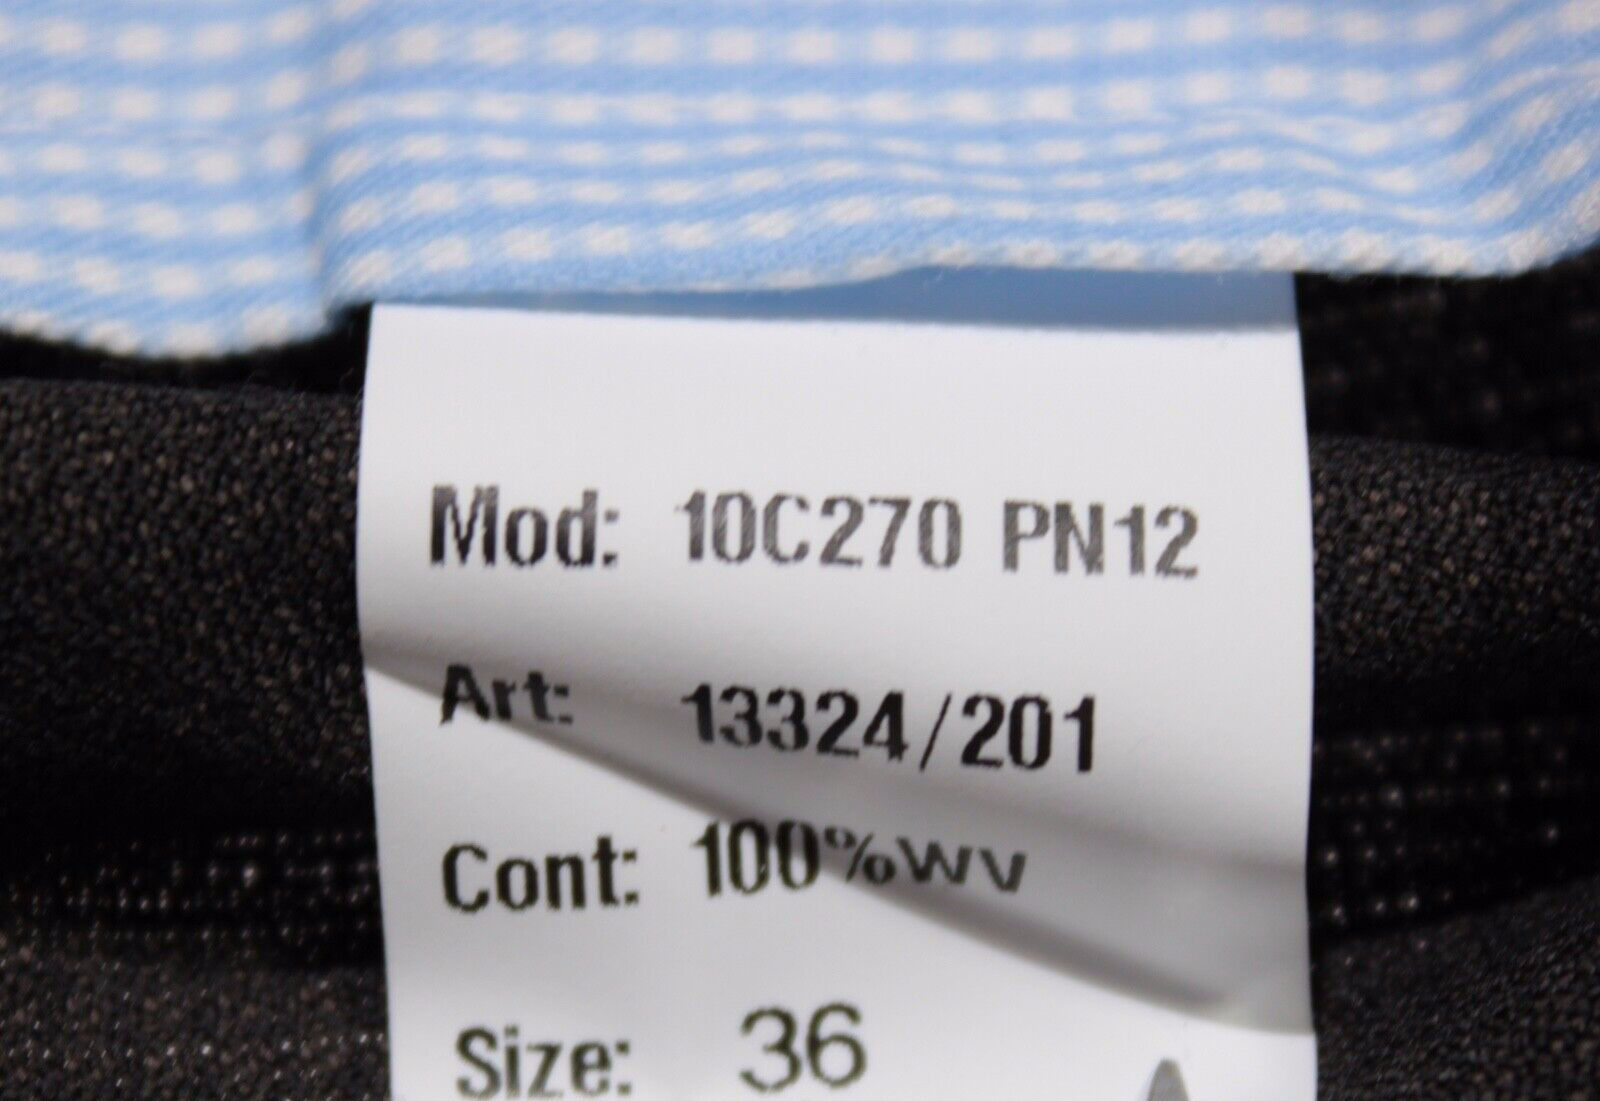 Mod: 10C270 PN12
Art: 13324/201
Cont: 100%WV
Size: 36